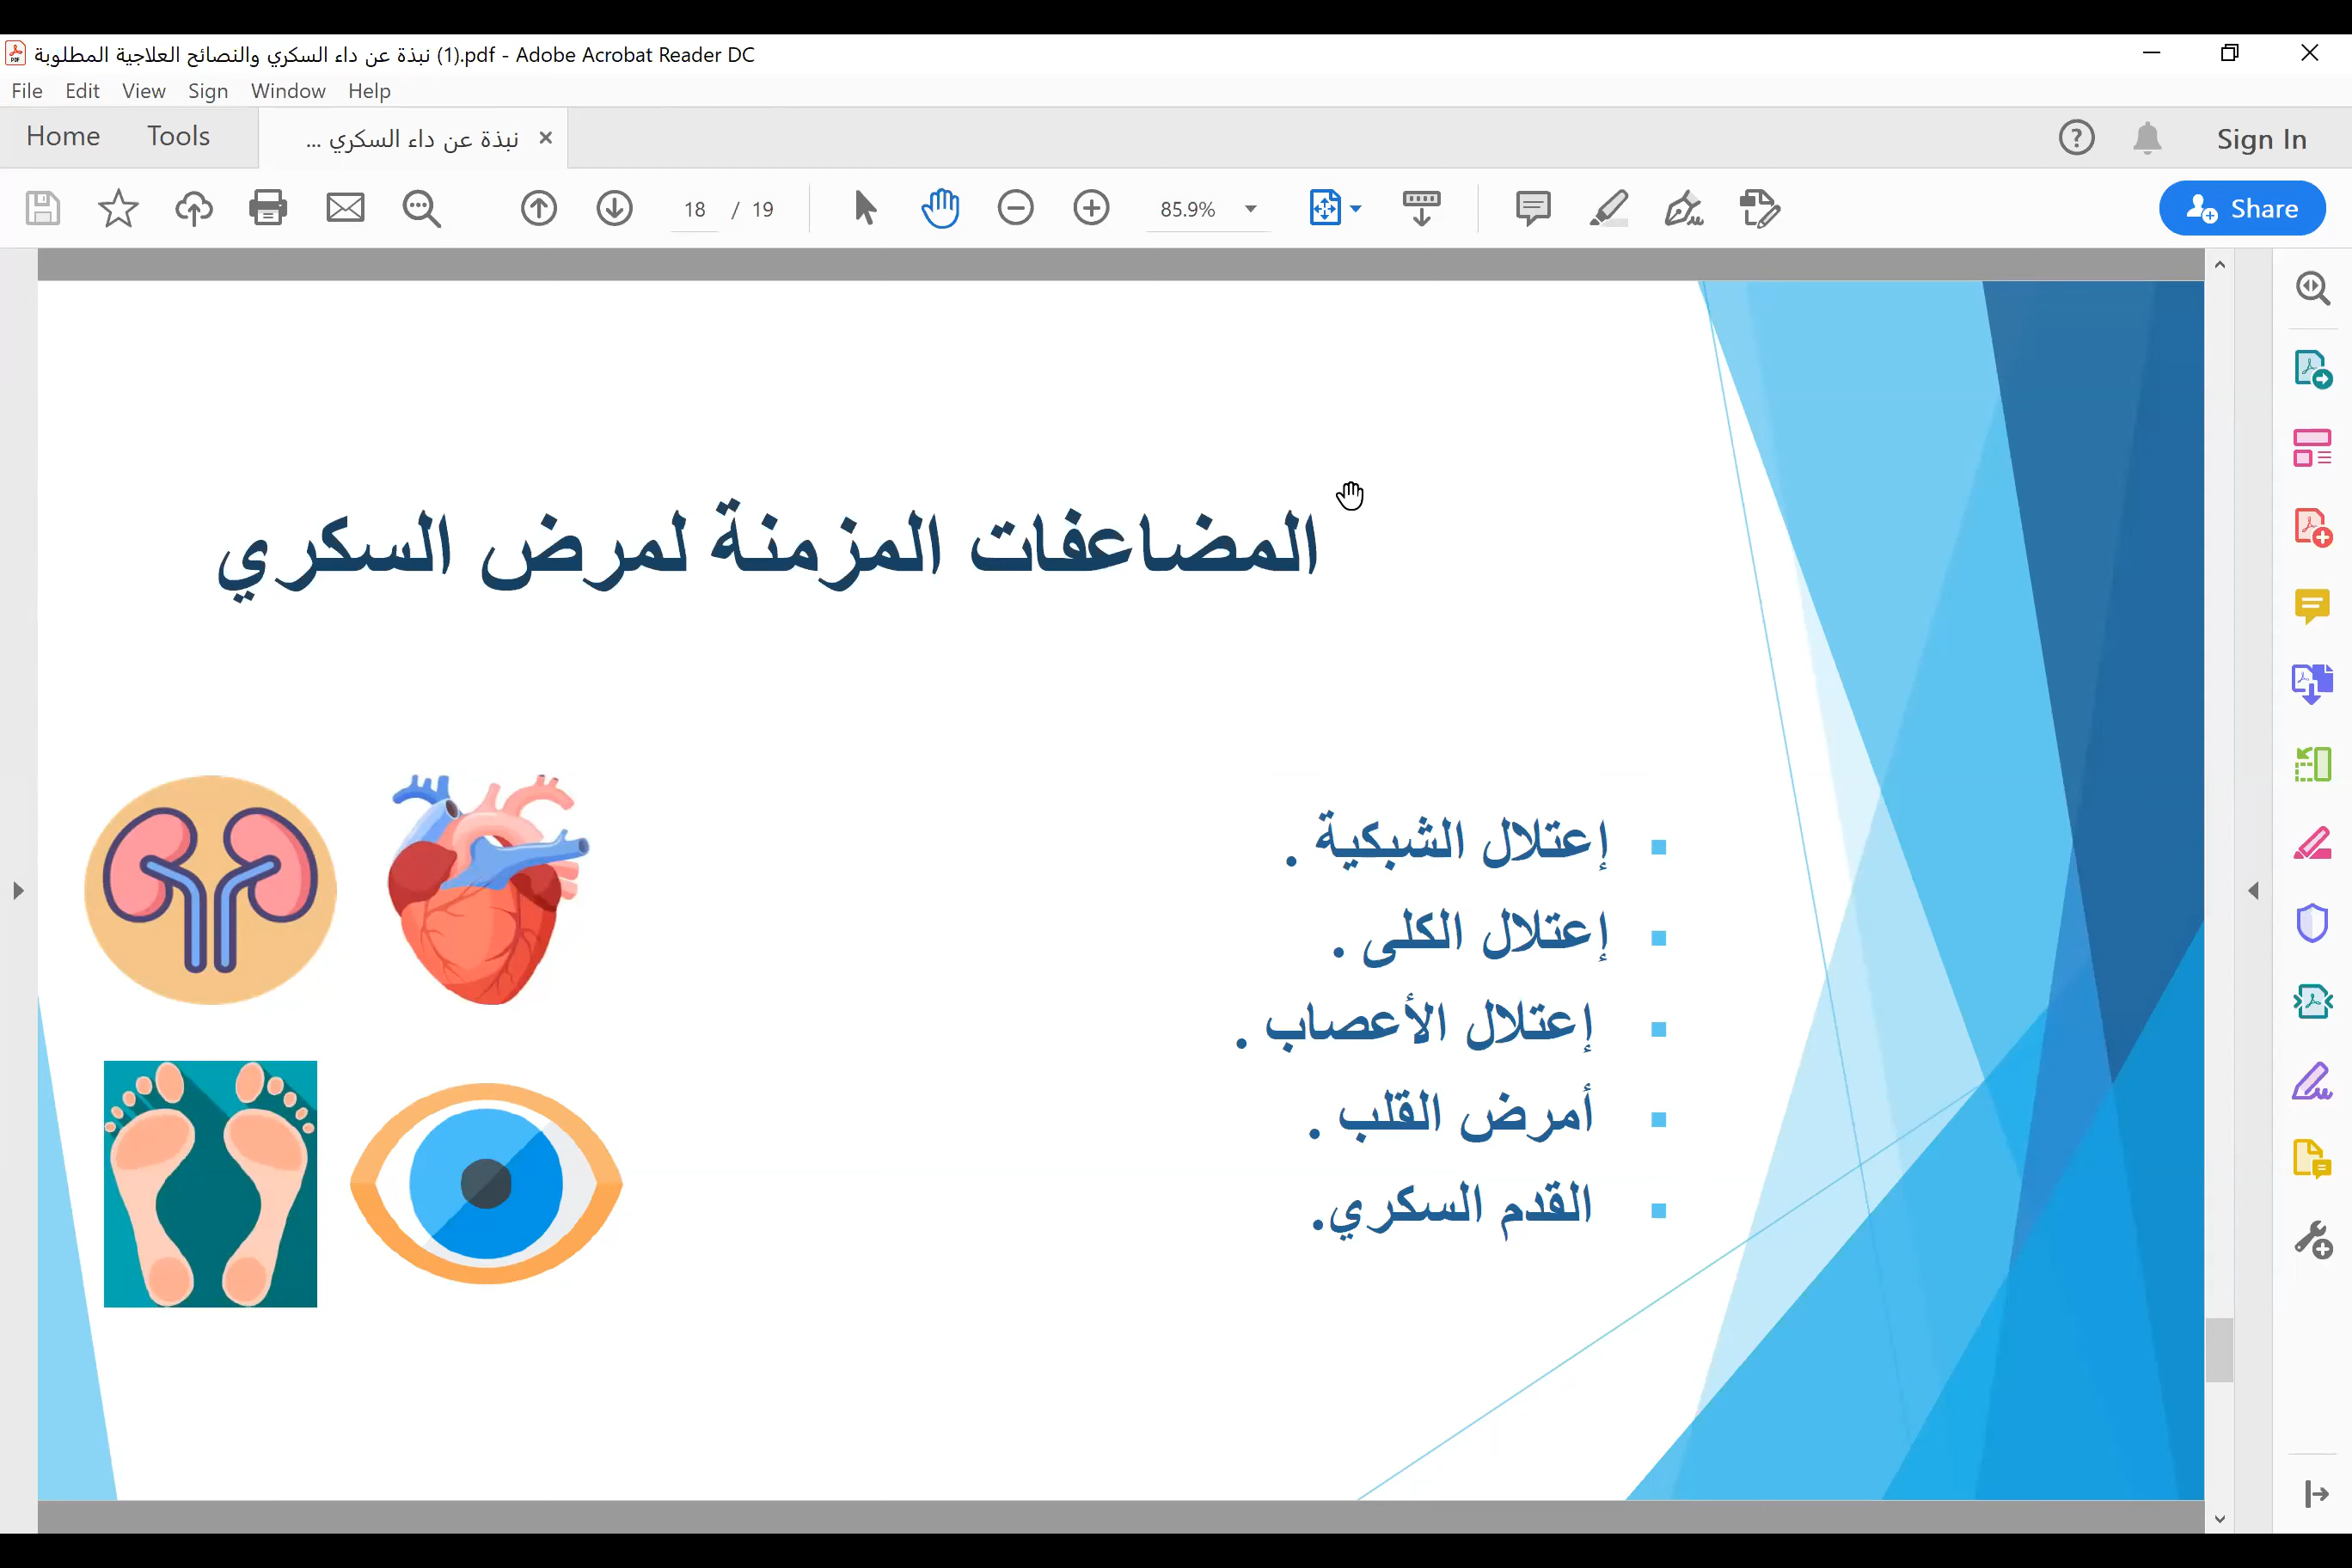 نبذة عن داء السكري والنصائح العلاجية المطلوبة (1).pdf - Adobe Acrobat Reader DC
File Edit View Sign Window Help
Home Tools نبذة عن داء السكري ... Sign In
18 / 19 85.9% Share
المضاعفات المزمنة لمرض السكري
إعتلال الشبكية .
إعتلال الكلى .
إعتلال الأعصاب .
أمرض القلب .
القدم السكري.